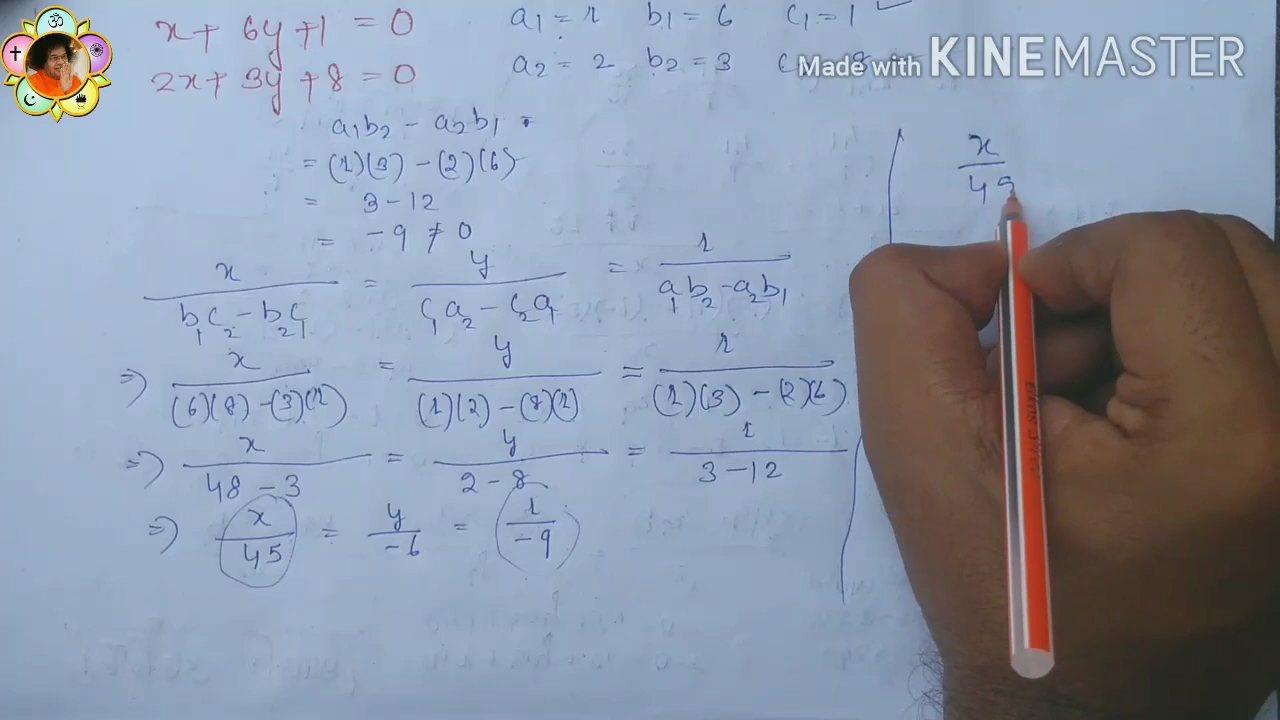 x + 6y + 1 = 0
2x + 3y + 8 = 0
a1 = 1 b1 = 6 c1 = 1
a2 = 2 b2 = 3 c
Made with KINEMASTER
a1b2 - a2b1
= (1)(3) - (2)(6)
= 3 - 12
= -9 ≠ 0
x/(b1c2 - b2c1) = y/(c1a2 - c2a1) = 1/(a1b2 - a2b1)
=) x/((6)(8) - (3)(1)) = y/((1)(2) - (8)(1)) = 1/((1)(3) - (2)(6))
=) x/(48 - 3) = y/(2 - 8) = 1/(3 - 12)
=) x/45 = y/-6 = 1/-9
x/4